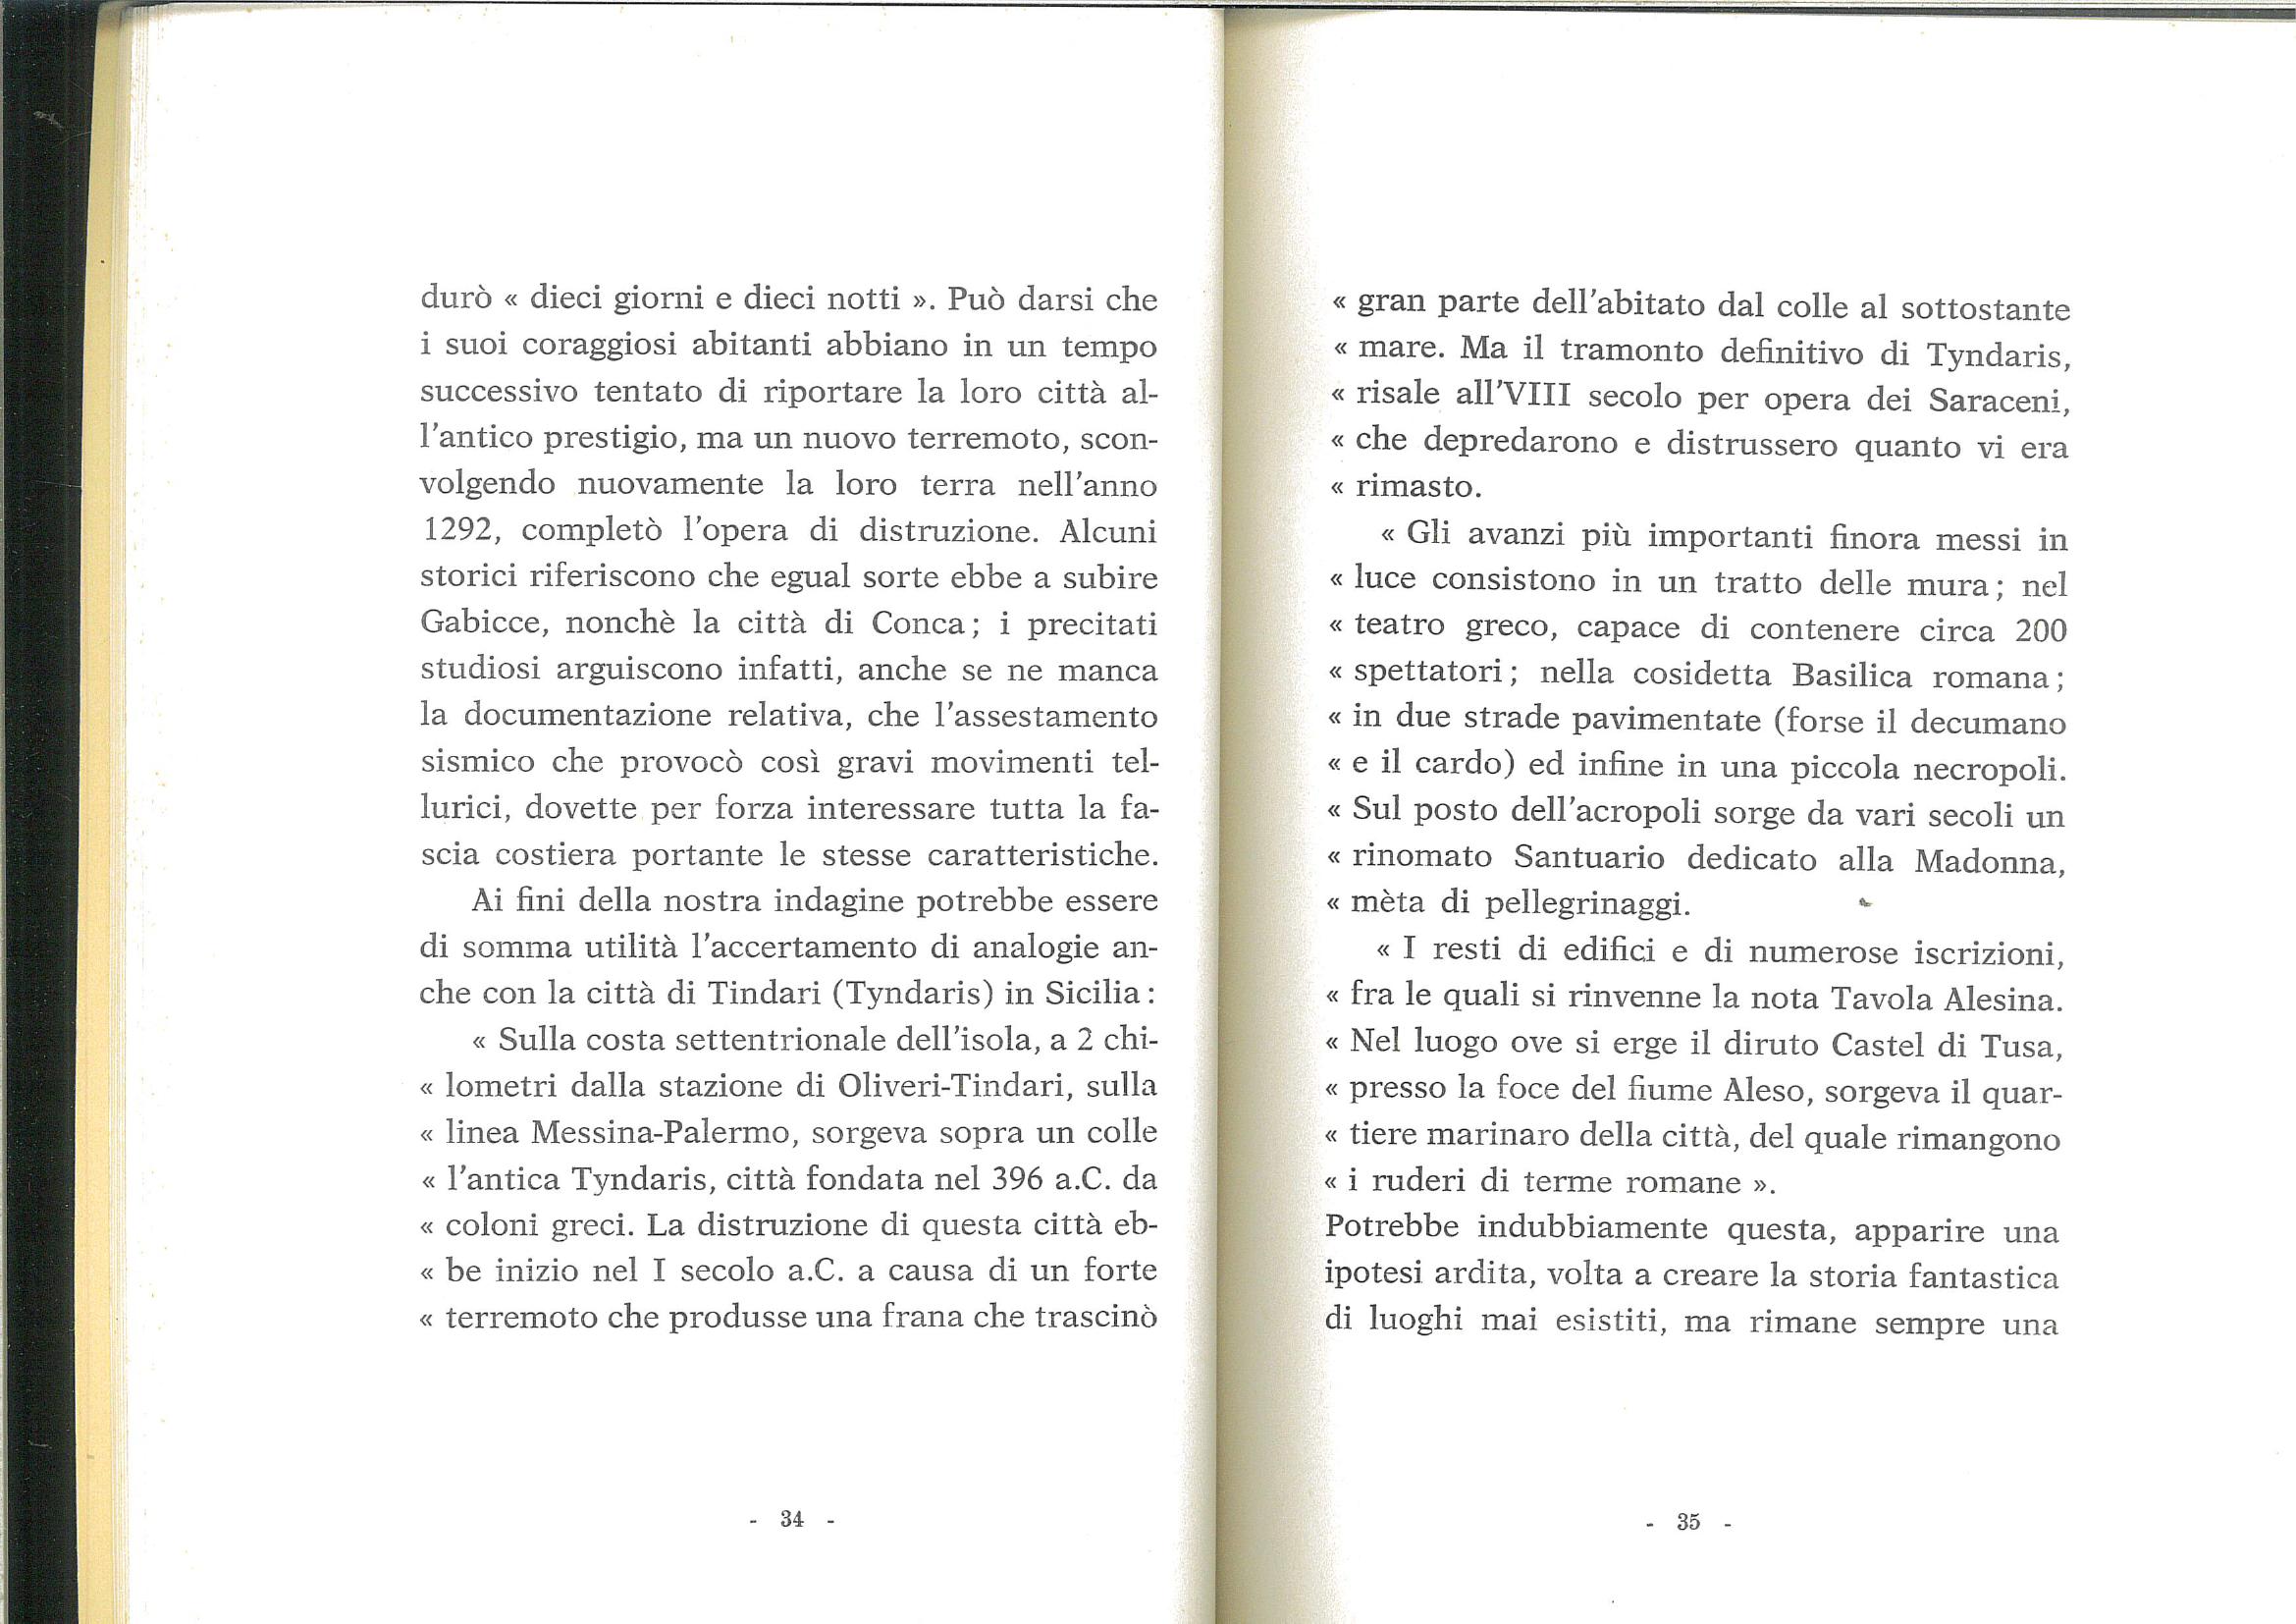 durò « dieci giorni e dieci notti ». Può darsi che
i suoi coraggiosi abitanti abbiano in un tempo
successivo tentato di riportare la loro città al-
l'antico prestigio, ma un nuovo terremoto, scon-
volgendo nuovamente la loro terra nell'anno
1292, completò l'opera di distruzione. Alcuni
storici riferiscono che egual sorte ebbe a subire
Gabicce, nonchè la città di Conca; i precitati
studiosi arguiscono infatti, anche se ne manca
la documentazione relativa, che l'assestamento
sismico che provocò così gravi movimenti tel-
lurici, dovette per forza interessare tutta la fa-
scia costiera portante le stesse caratteristiche.
Ai fini della nostra indagine potrebbe essere
di somma utilità l'accertamento di analogie an-
che con la città di Tindari (Tyndaris) in Sicilia:
« Sulla costa settentrionale dell'isola, a 2 chi-
« lometri dalla stazione di Oliveri-Tindari, sulla
« linea Messina-Palermo, sorgeva sopra un colle
« l'antica Tyndaris, città fondata nel 396 a.C. da
« coloni greci. La distruzione di questa città eb-
« be inizio nel I secolo a.C. a causa di un forte
« terremoto che produsse una frana che trascinò
- 34 -
« gran parte dell'abitato dal colle al sottostante
« mare. Ma il tramonto definitivo di Tyndaris,
« risale all'VIII secolo per opera dei Saraceni,
« che depredarono e distrussero quanto vi era
« rimasto.
« Gli avanzi più importanti finora messi in
« luce consistono in un tratto delle mura; nel
« teatro greco, capace di contenere circa 200
« spettatori; nella cosidetta Basilica romana;
« in due strade pavimentate (forse il decumano
« e il cardo) ed infine in una piccola necropoli.
« Sul posto dell'acropoli sorge da vari secoli un
« rinomato Santuario dedicato alla Madonna,
« mèta di pellegrinaggi.
« I resti di edifici e di numerose iscrizioni,
« fra le quali si rinvenne la nota Tavola Alesina.
« Nel luogo ove si erge il diruto Castel di Tusa,
« presso la foce del fiume Aleso, sorgeva il quar-
« tiere marinaro della città, del quale rimangono
« i ruderi di terme romane ».
Potrebbe indubbiamente questa, apparire una
ipotesi ardita, volta a creare la storia fantastica
di luoghi mai esistiti, ma rimane sempre una
- 35 -